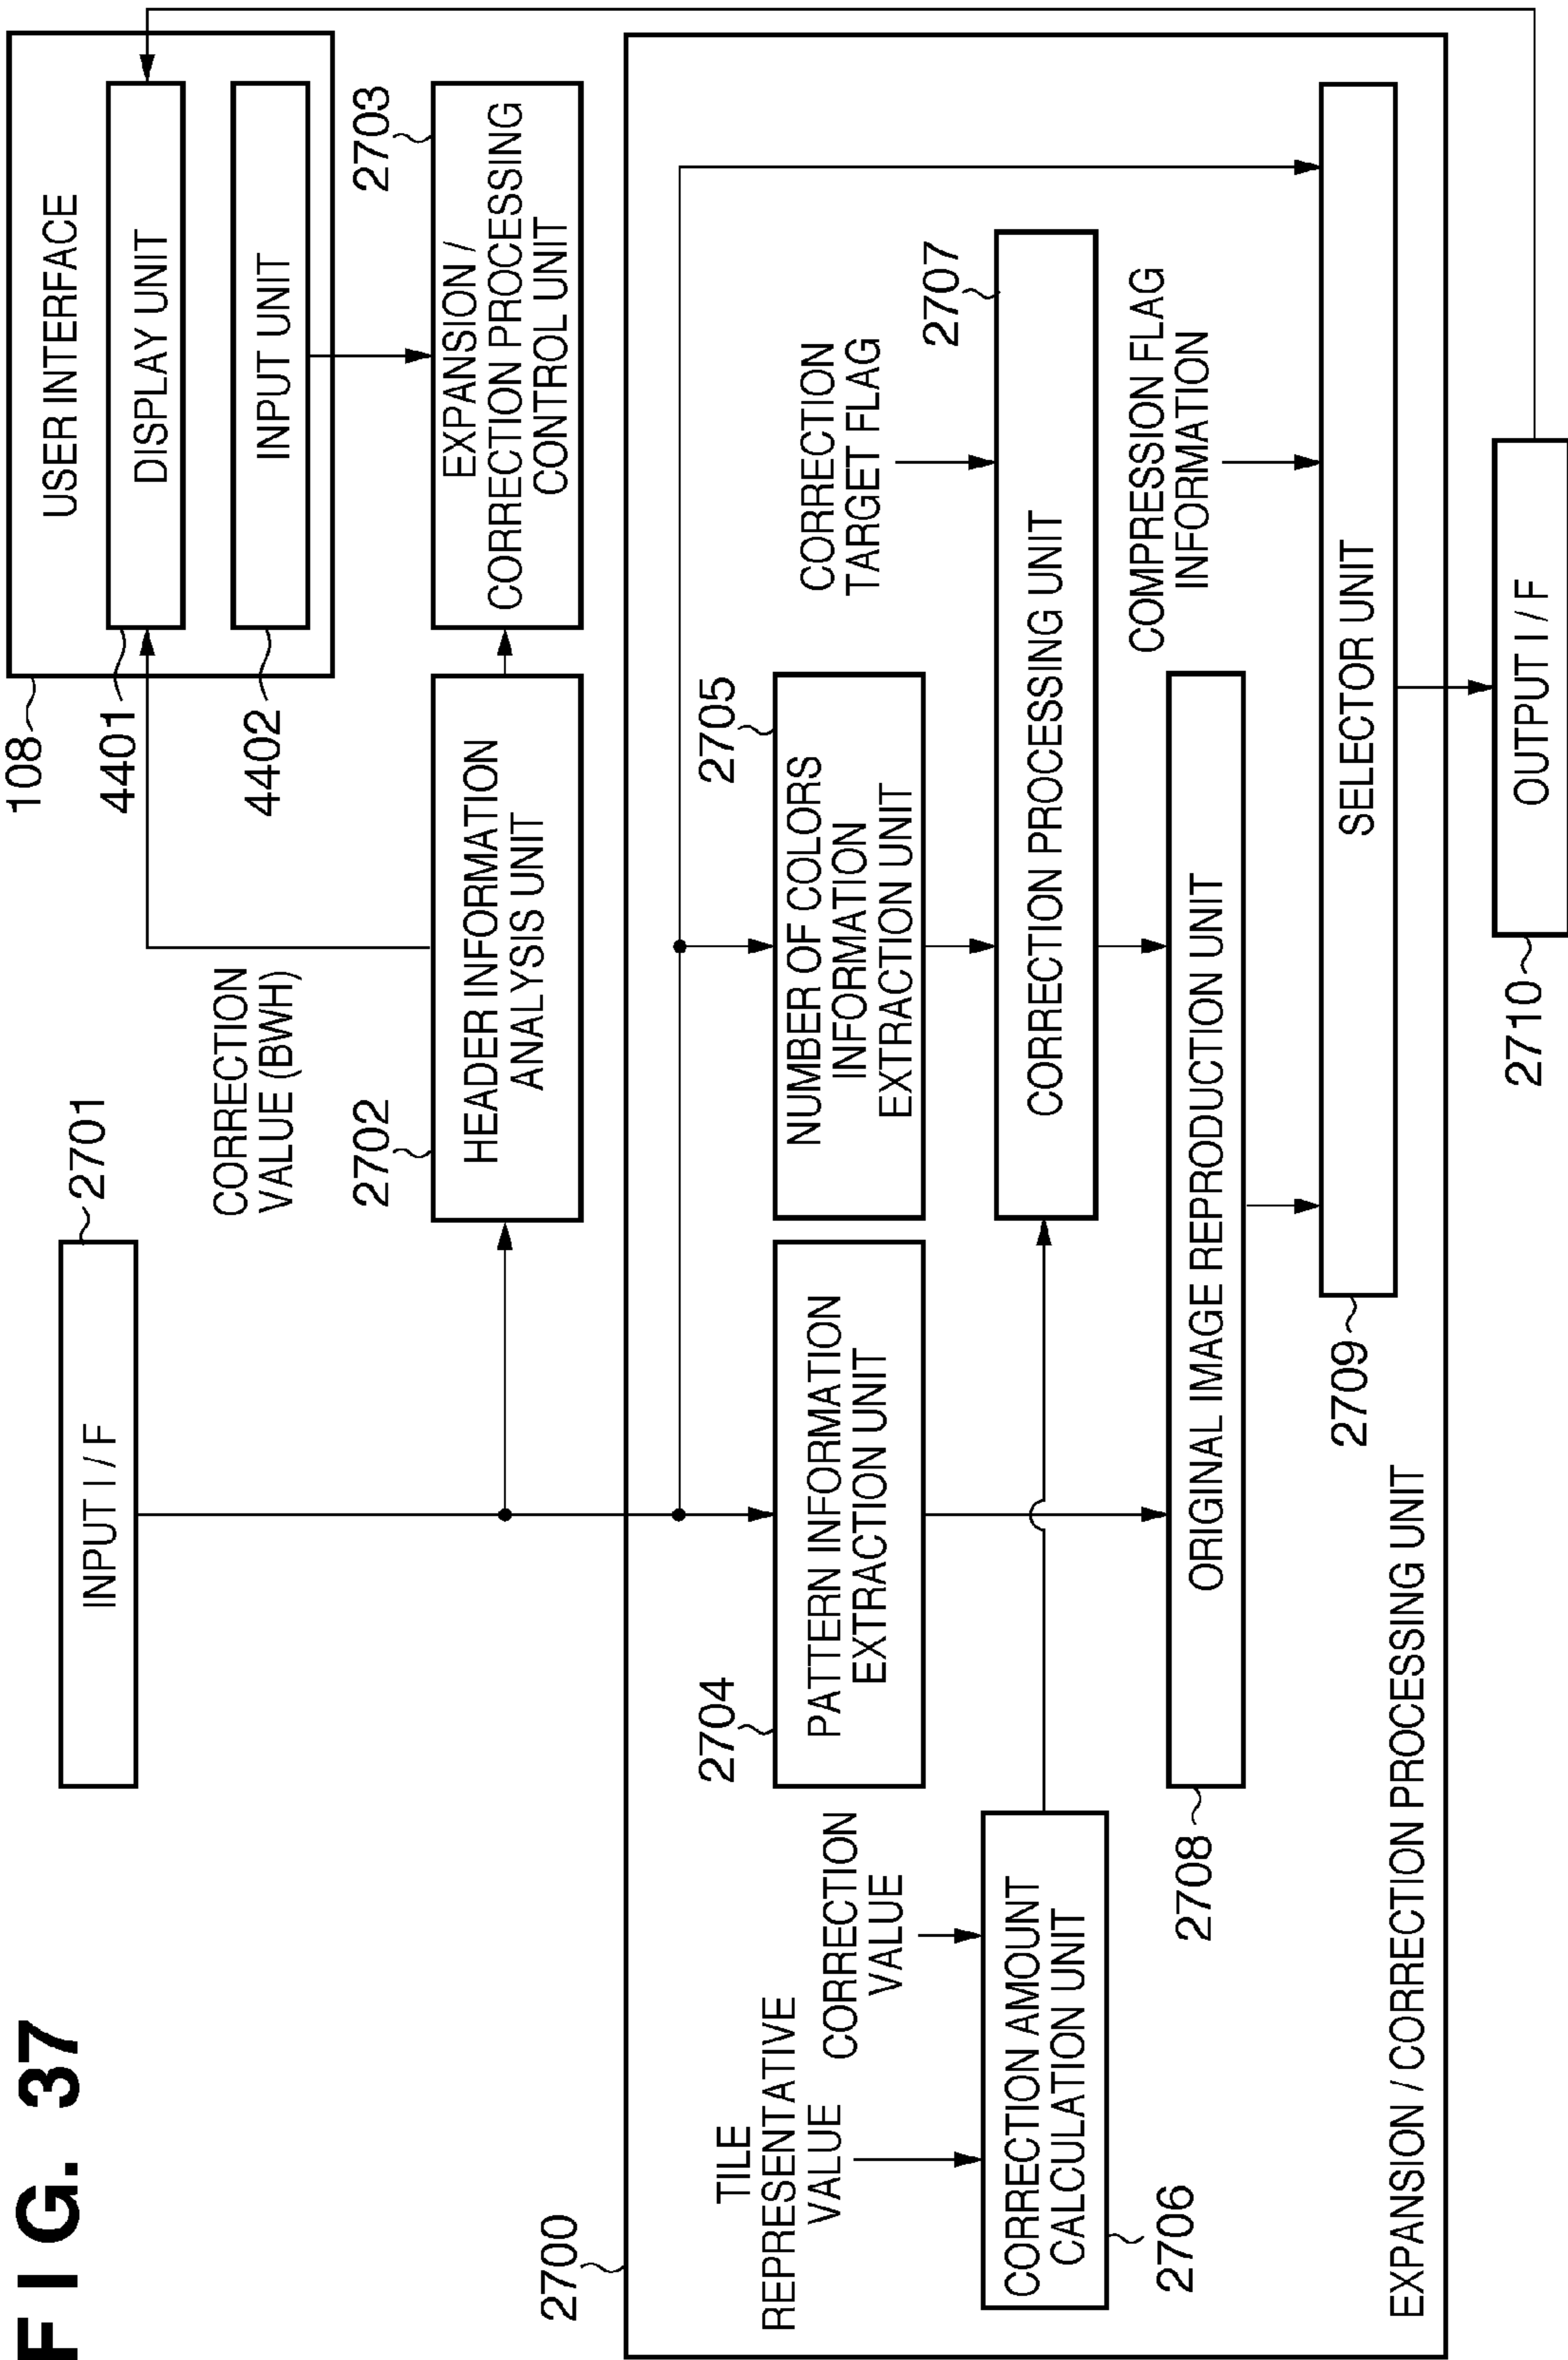 FIG. 37
INPUT I / F
2701
CORRECTION
VALUE (BWH)
108
USER INTERFACE
4401
DISPLAY UNIT
4402
INPUT UNIT
2702
HEADER INFORMATION
ANALYSIS UNIT
2703
EXPANSION /
CORRECTION PROCESSING
CONTROL UNIT
2700
TILE
REPRESENTATIVE
VALUE
CORRECTION
VALUE
2704
PATTERN INFORMATION
EXTRACTION UNIT
2705
NUMBER OF COLORS
INFORMATION
EXTRACTION UNIT
CORRECTION
TARGET FLAG
2707
CORRECTION AMOUNT
CALCULATION UNIT
2706
CORRECTION PROCESSING UNIT
COMPRESSION FLAG
INFORMATION
2708
ORIGINAL IMAGE REPRODUCTION UNIT
2709
SELECTOR UNIT
EXPANSION / CORRECTION PROCESSING UNIT
2710
OUTPUT I / F